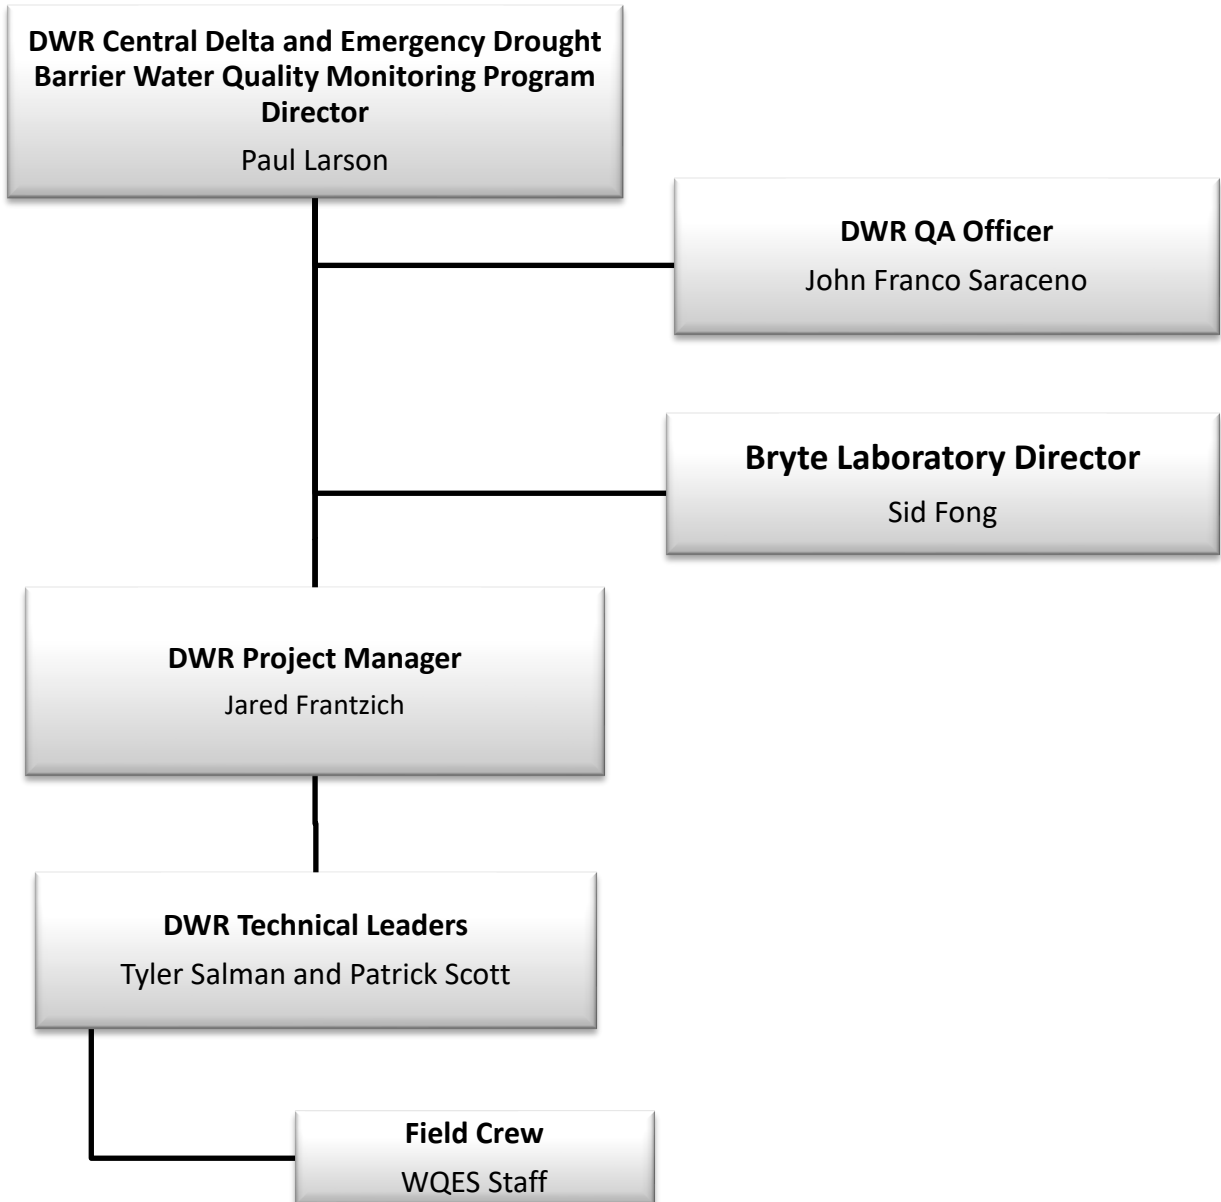 DWR Central Delta and Emergency Drought
Barrier Water Quality Monitoring Program
Director
Paul Larson
DWR QA Officer
John Franco Saraceno
Bryte Laboratory Director
Sid Fong
DWR Project Manager
Jared Frantzich
DWR Technical Leaders
Tyler Salman and Patrick Scott
Field Crew
WQES Staff